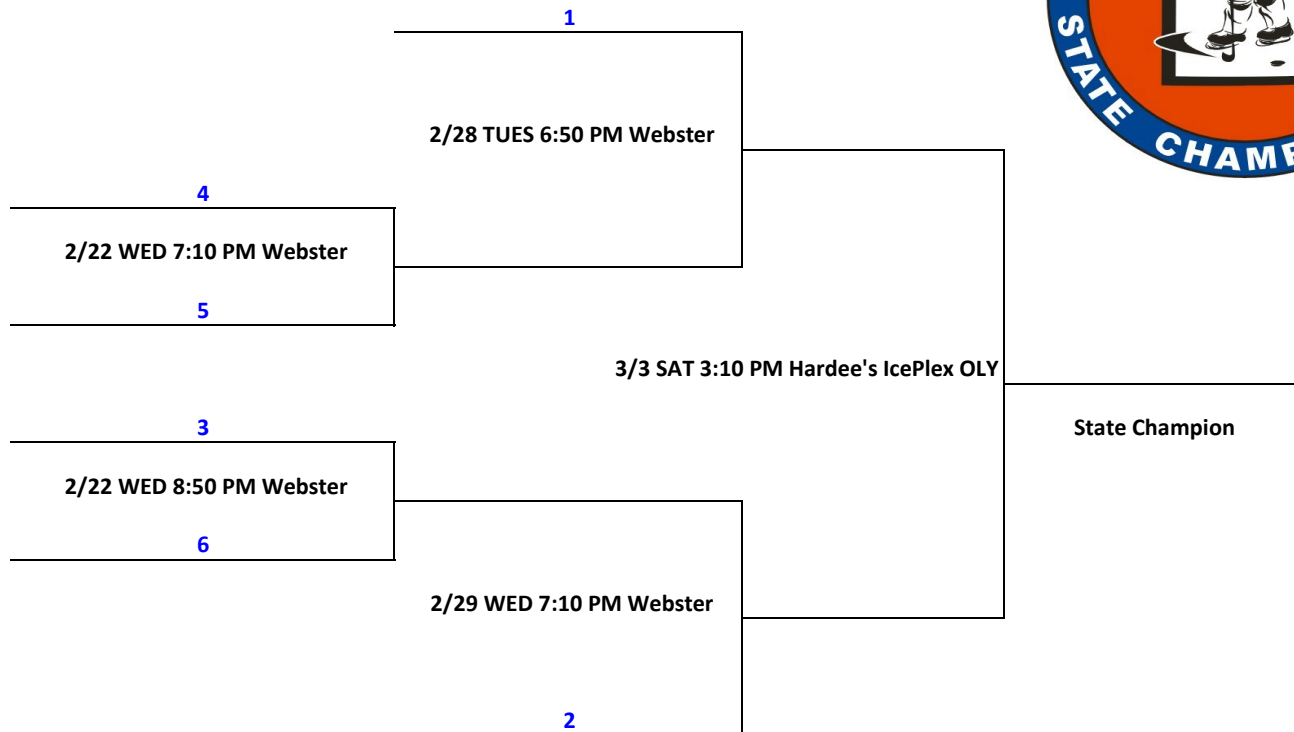 1
2/28 TUES 6:50 PM Webster
4
2/22 WED 7:10 PM Webster
5
3/3 SAT 3:10 PM Hardee's IcePlex OLY
3
State Champion
2/22 WED 8:50 PM Webster
6
2/29 WED 7:10 PM Webster
2
STATE CHAMP